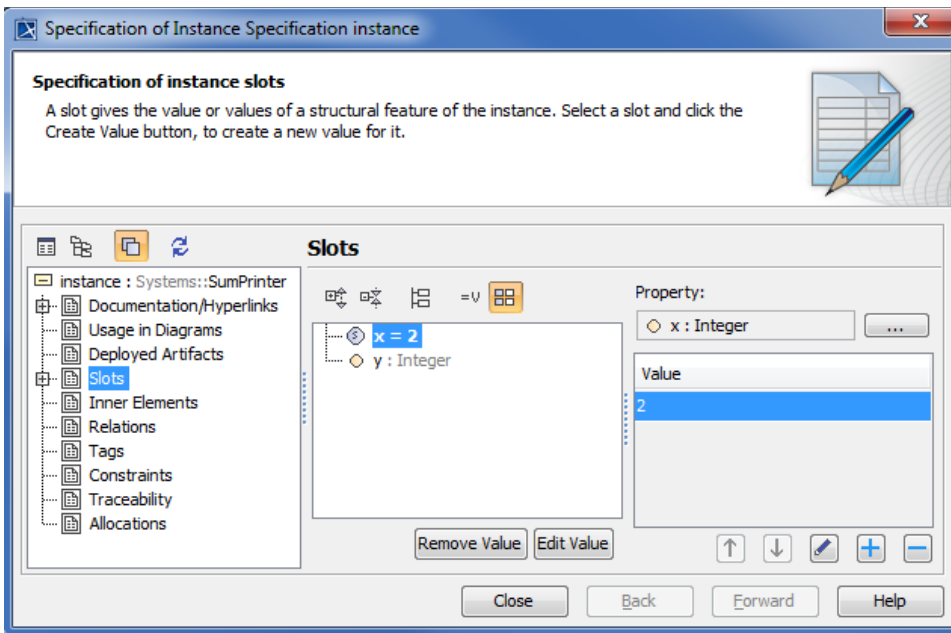 Specification of Instance Specification instance
x
Specification of instance slots
A slot gives the value or values of a structural feature of the instance. Select a slot and click the
Create Value button, to create a new value for it.
Slots
instance : Systems::SumPrinter
Documentation/Hyperlinks
Usage in Diagrams
Deployed Artifacts
Slots
Inner Elements
Relations
Tags
Constraints
Traceability
Allocations
=v
S x = 2
y : Integer
Remove Value Edit Value
Property:
x : Integer ...
Value
2
Close Back Forward Help